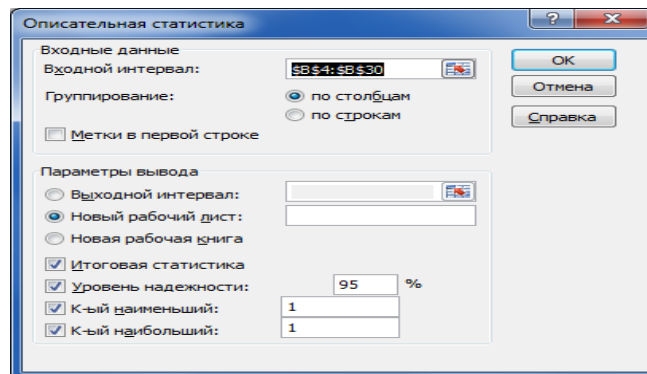 Описательная статистика
Входные данные
Входной интервал: $B$4:$B$30
Группирование: по столбцам
по строкам
Метки в первой строке
OK
Отмена
Справка
Параметры вывода
Выходной интервал:
Новый рабочий лист:
Новая рабочая книга
Итоговая статистика
Уровень надежности: 95 %
К-ый наименьший: 1
К-ый наибольший: 1